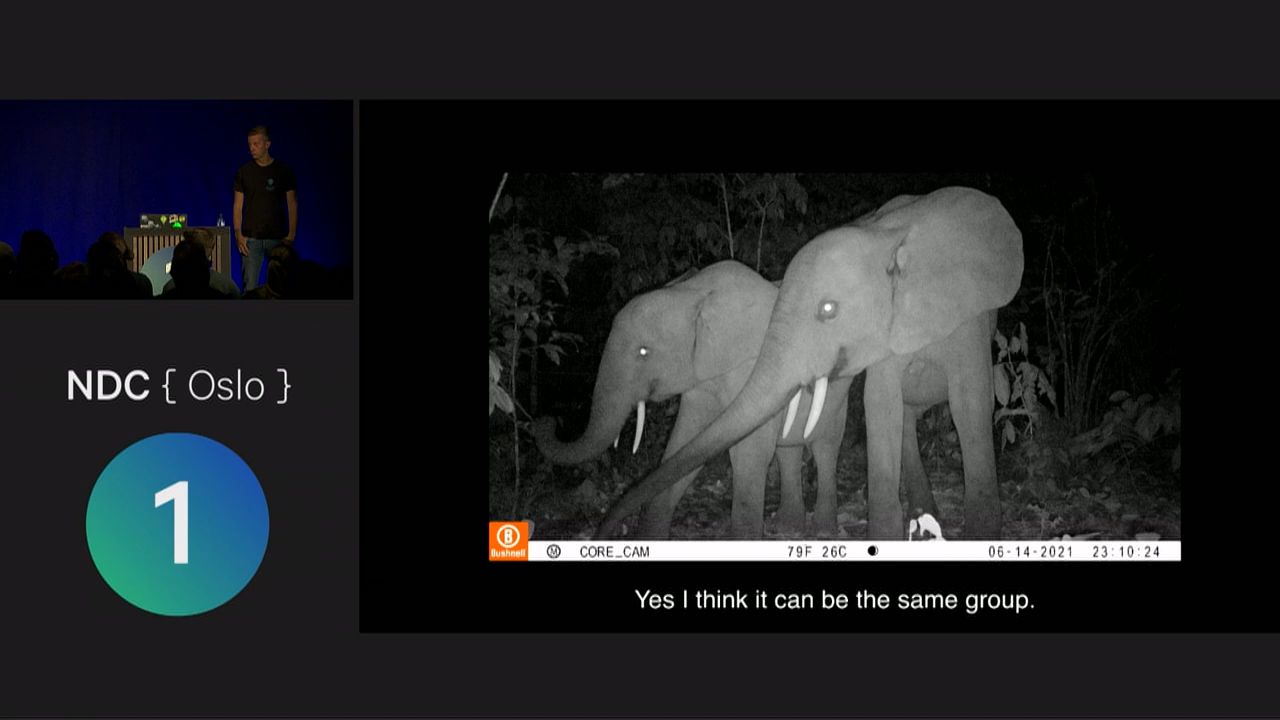 NDC { Oslo }
1
B
Bushnell
M CORE_CAM 79F 26C 06-14-2021 23:10:24
Yes I think it can be the same group.